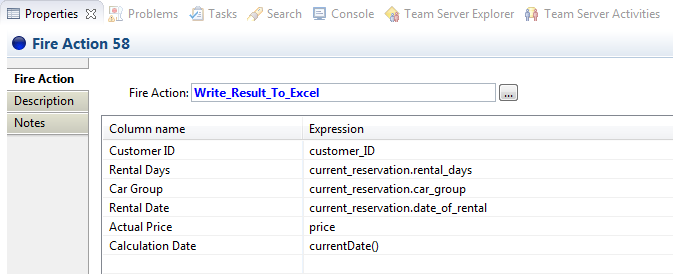 Properties Problems Tasks Search Console Team Server Explorer Team Server Activities
Fire Action 58
Fire Action
Description
Notes
Fire Action: Write_Result_To_Excel ...
Column name Expression
Customer ID customer_ID
Rental Days current_reservation.rental_days
Car Group current_reservation.car_group
Rental Date current_reservation.date_of_rental
Actual Price price
Calculation Date currentDate()